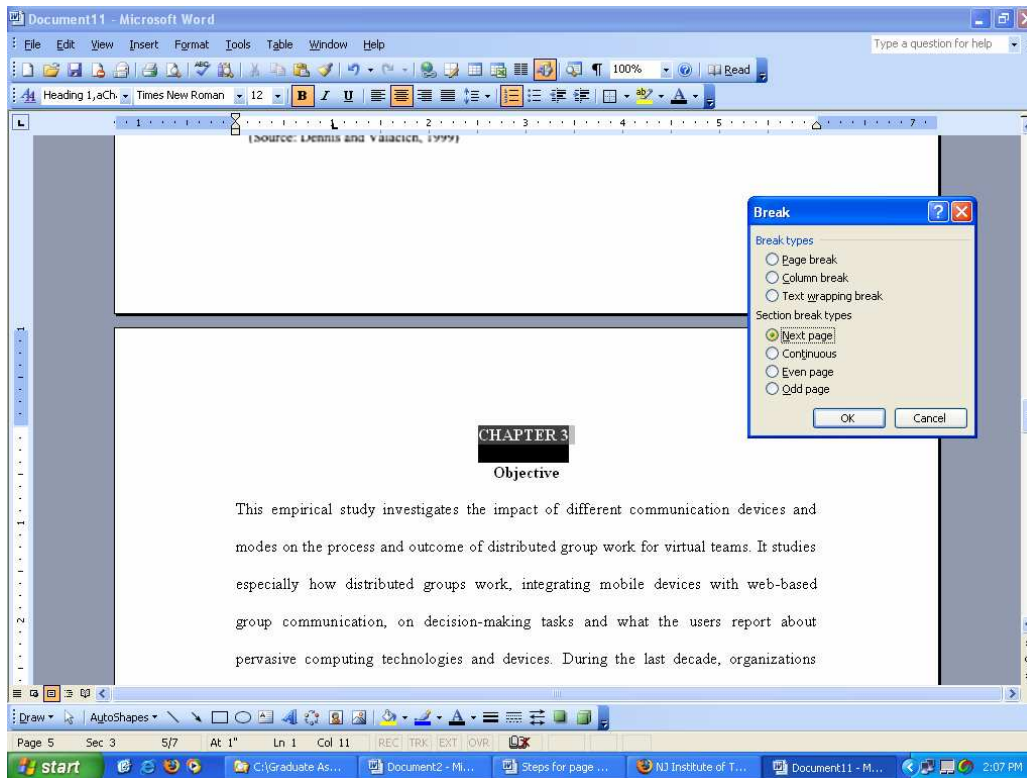 Document11 - Microsoft Word
File Edit View Insert Format Tools Table Window Help
Type a question for help
100% Read
Heading 1,aCh Times New Roman 12 B I U
1 1 2 3 4 5 7
(Source: Dennis and Valacich, 1999)
Break
Break types
Page break
Column break
Text wrapping break
Section break types
Next page
Continuous
Even page
Odd page
OK Cancel
CHAPTER 3
Objective
This empirical study investigates the impact of different communication devices and
modes on the process and outcome of distributed group work for virtual teams. It studies
especially how distributed groups work, integrating mobile devices with web-based
group communication, on decision-making tasks and what the users report about
pervasive computing technologies and devices. During the last decade, organizations
Draw AutoShapes
Page 5 Sec 3 5/7 At 1" Ln 1 Col 11 REC TRK EXT OVR
start C:\Graduate As... Document2 - Mi... Steps for page ... NJ Institute of T... Document11 - M... 2:07 PM